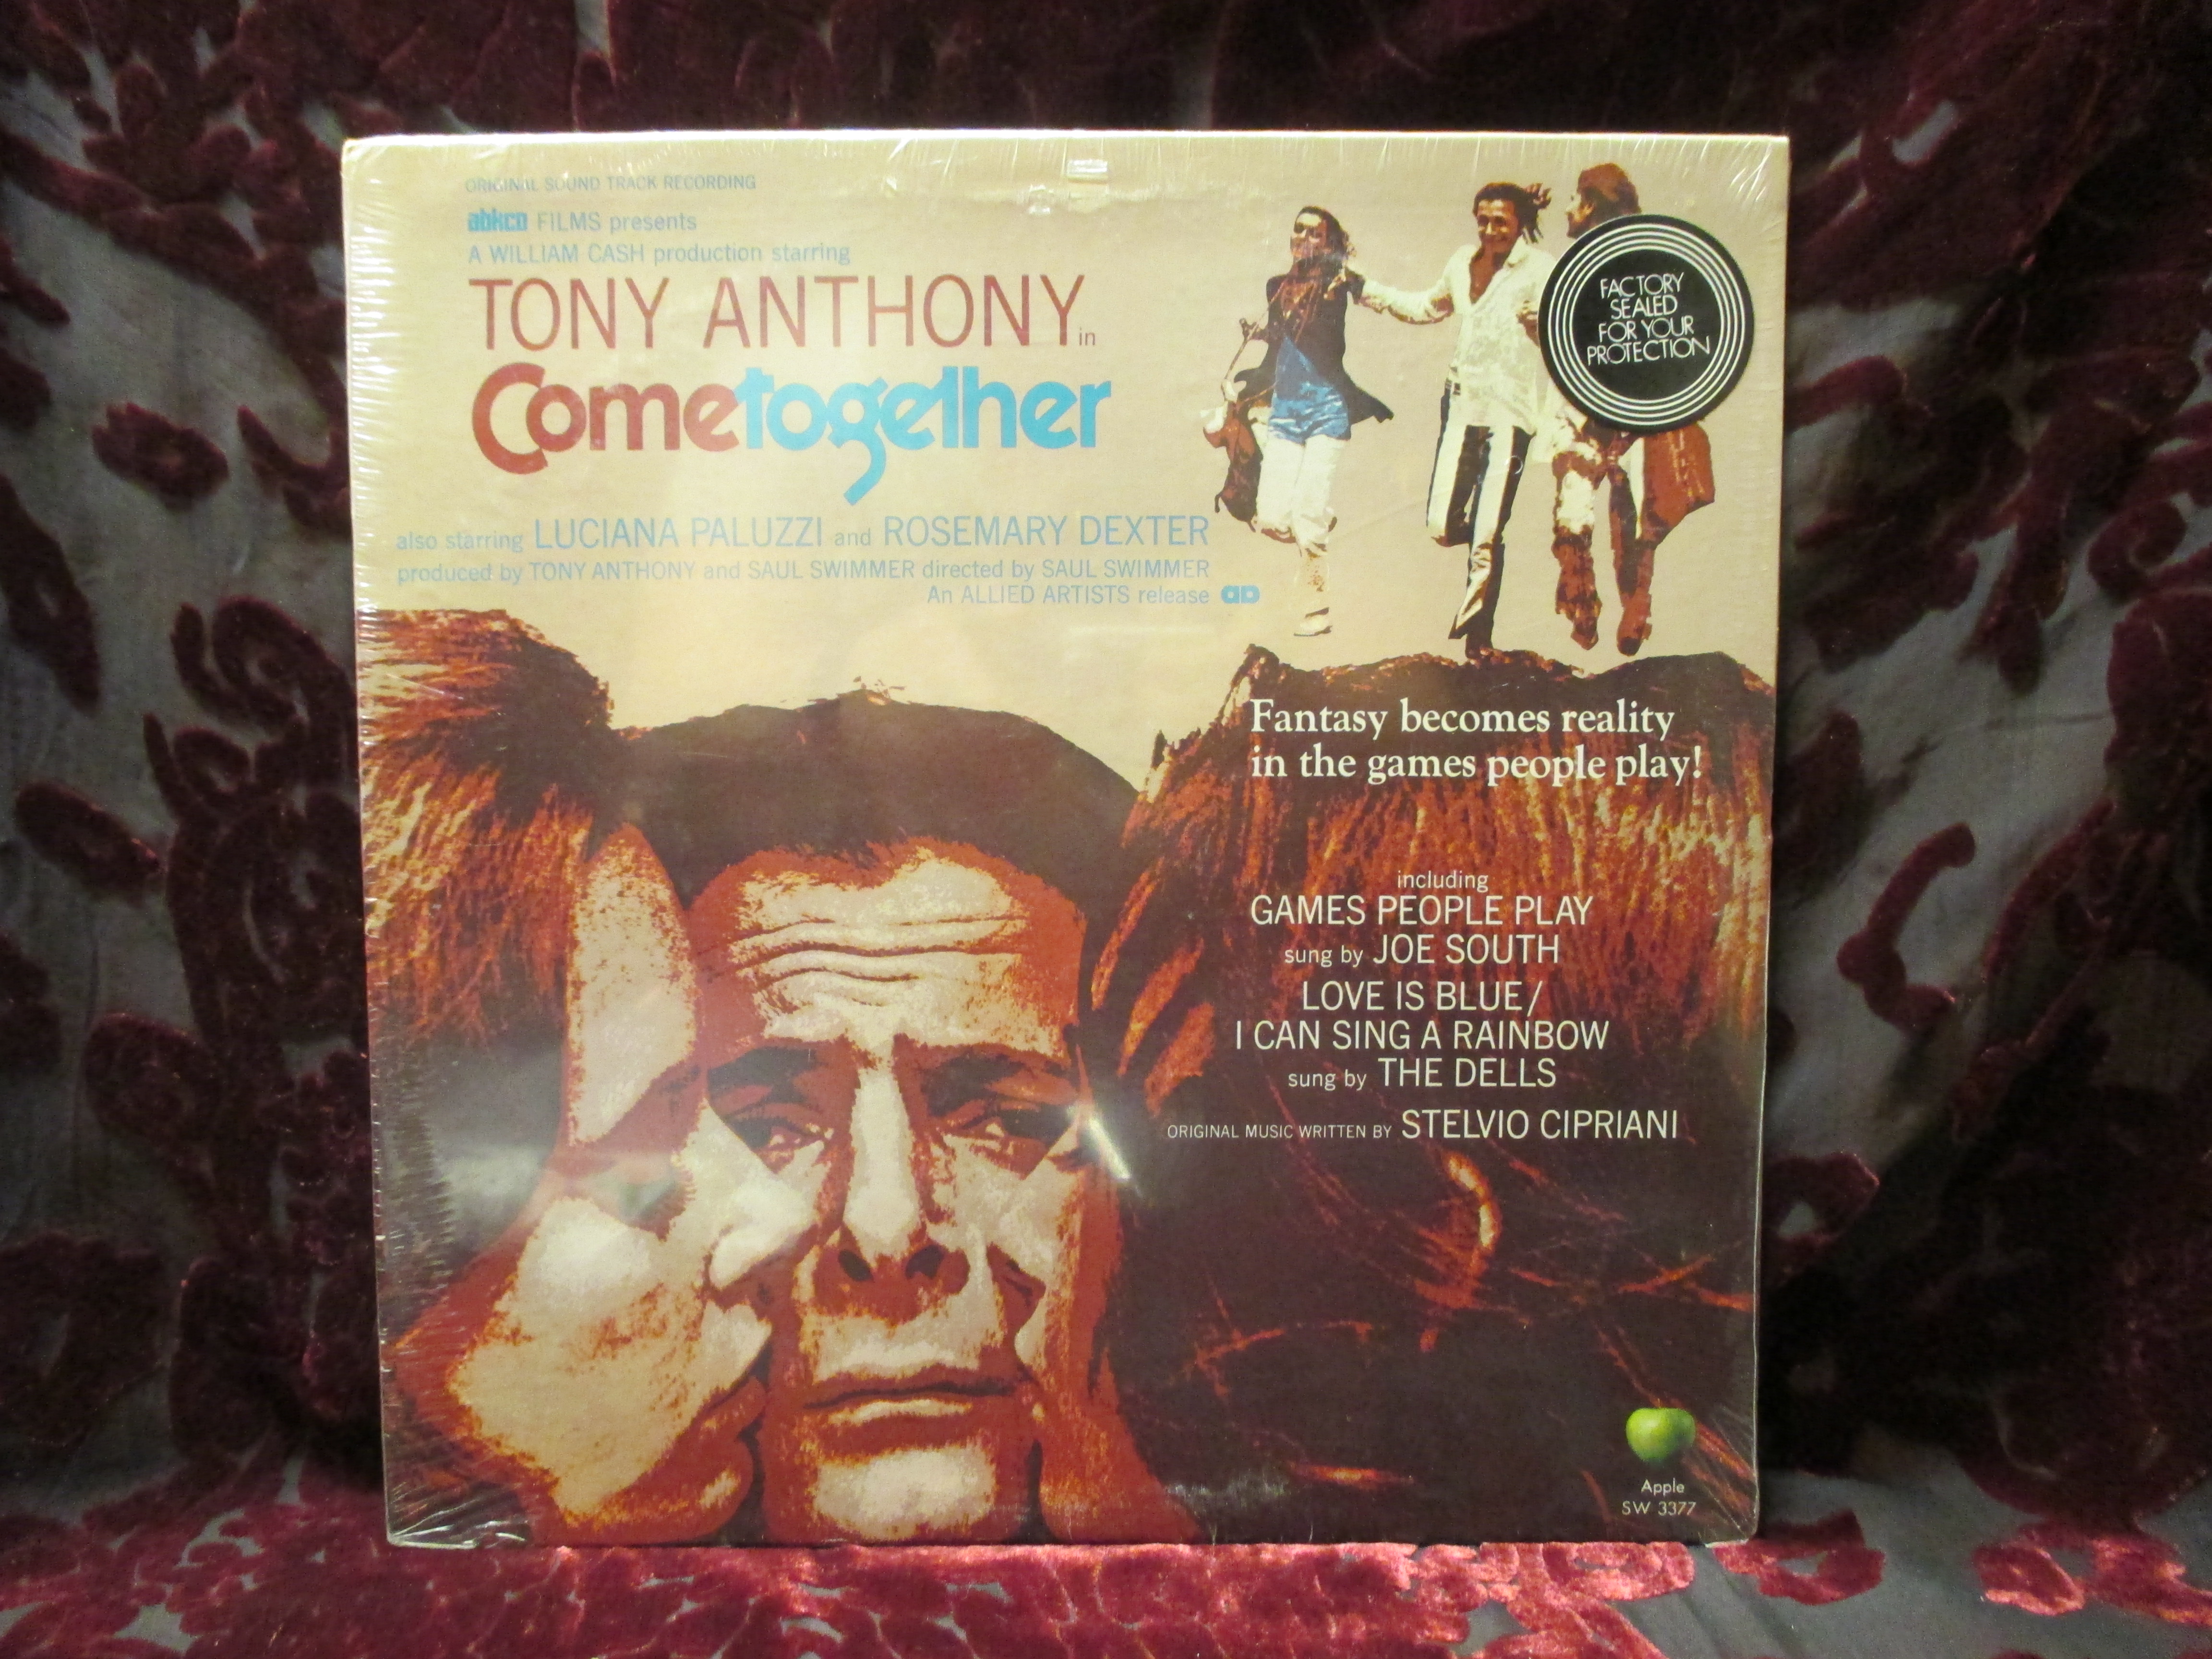 ORIGINAL SOUND TRACK RECORDING
abkco FILMS presents
A WILLIAM CASH production starring
TONY ANTHONY in
Cometogether
also starring LUCIANA PALUZZI and ROSEMARY DEXTER
produced by TONY ANTHONY and SAUL SWIMMER directed by SAUL SWIMMER
An ALLIED ARTISTS release
FACTORY
SEALED
FOR YOUR
PROTECTION
Fantasy becomes reality
in the games people play!
including
GAMES PEOPLE PLAY
sung by JOE SOUTH
LOVE IS BLUE/
I CAN SING A RAINBOW
sung by THE DELLS
ORIGINAL MUSIC WRITTEN BY STELVIO CIPRIANI
Apple
SW 3377